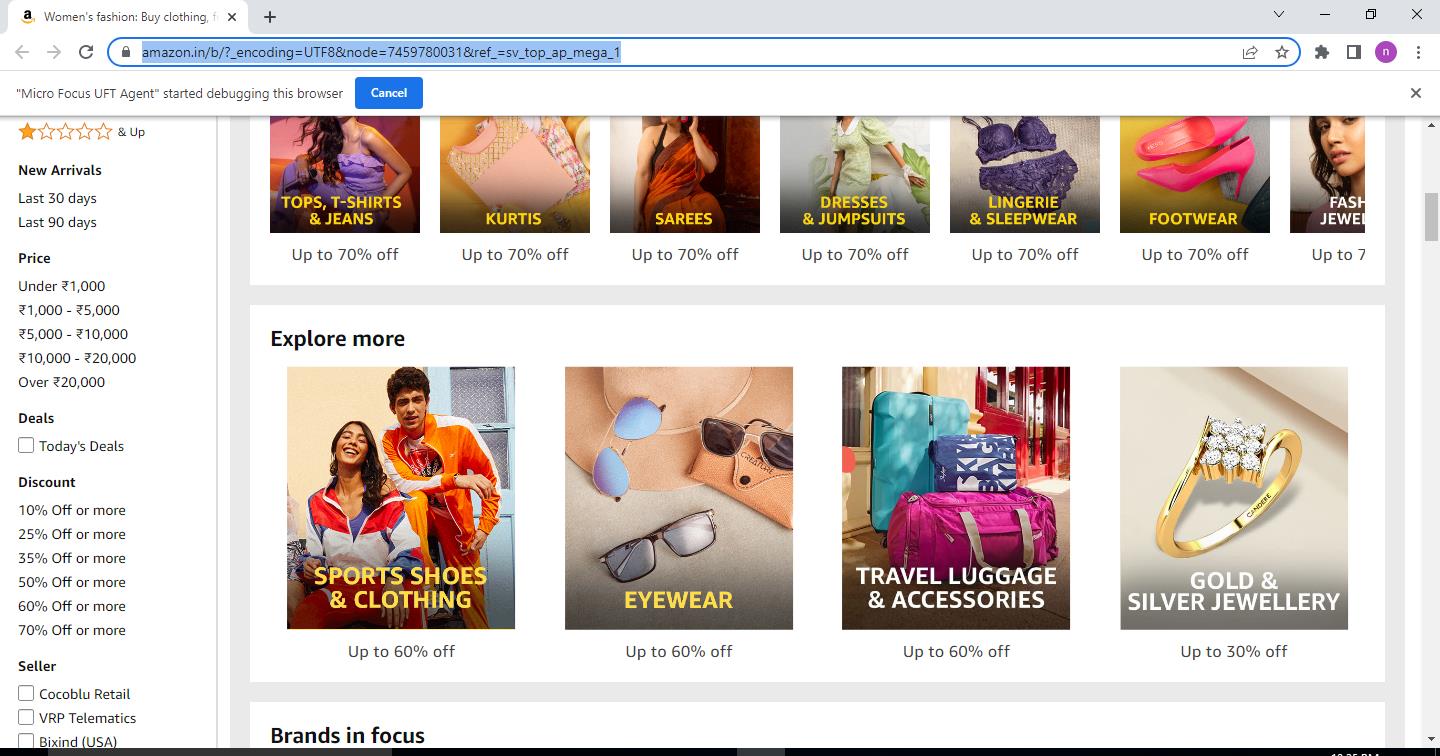 Women's fashion: Buy clothing, f
amazon.in/b/?_encoding=UTF8&node=7459780031&ref_=sv_top_ap_mega_1
n
"Micro Focus UFT Agent" started debugging this browser
Cancel
& Up
New Arrivals
Last 30 days
Last 90 days
Price
Under ₹1,000
₹1,000 - ₹5,000
₹5,000 - ₹10,000
₹10,000 - ₹20,000
Over ₹20,000
Deals
Today's Deals
Discount
10% Off or more
25% Off or more
35% Off or more
50% Off or more
60% Off or more
70% Off or more
Seller
Cocoblu Retail
VRP Telematics
Bixind (USA)
TOPS, T-SHIRTS
& JEANS
Up to 70% off
KURTIS
Up to 70% off
SAREES
Up to 70% off
DRESSES
& JUMPSUITS
Up to 70% off
LINGERIE
& SLEEPWEAR
Up to 70% off
FOOTWEAR
Up to 70% off
FASH
JEWEL
Up to 7
Explore more
SPORTS SHOES
& CLOTHING
Up to 60% off
CREATURE
EYEWEAR
Up to 60% off
TRAVEL LUGGAGE
& ACCESSORIES
Up to 60% off
CANDERE
GOLD &
SILVER JEWELLERY
Up to 30% off
Brands in focus